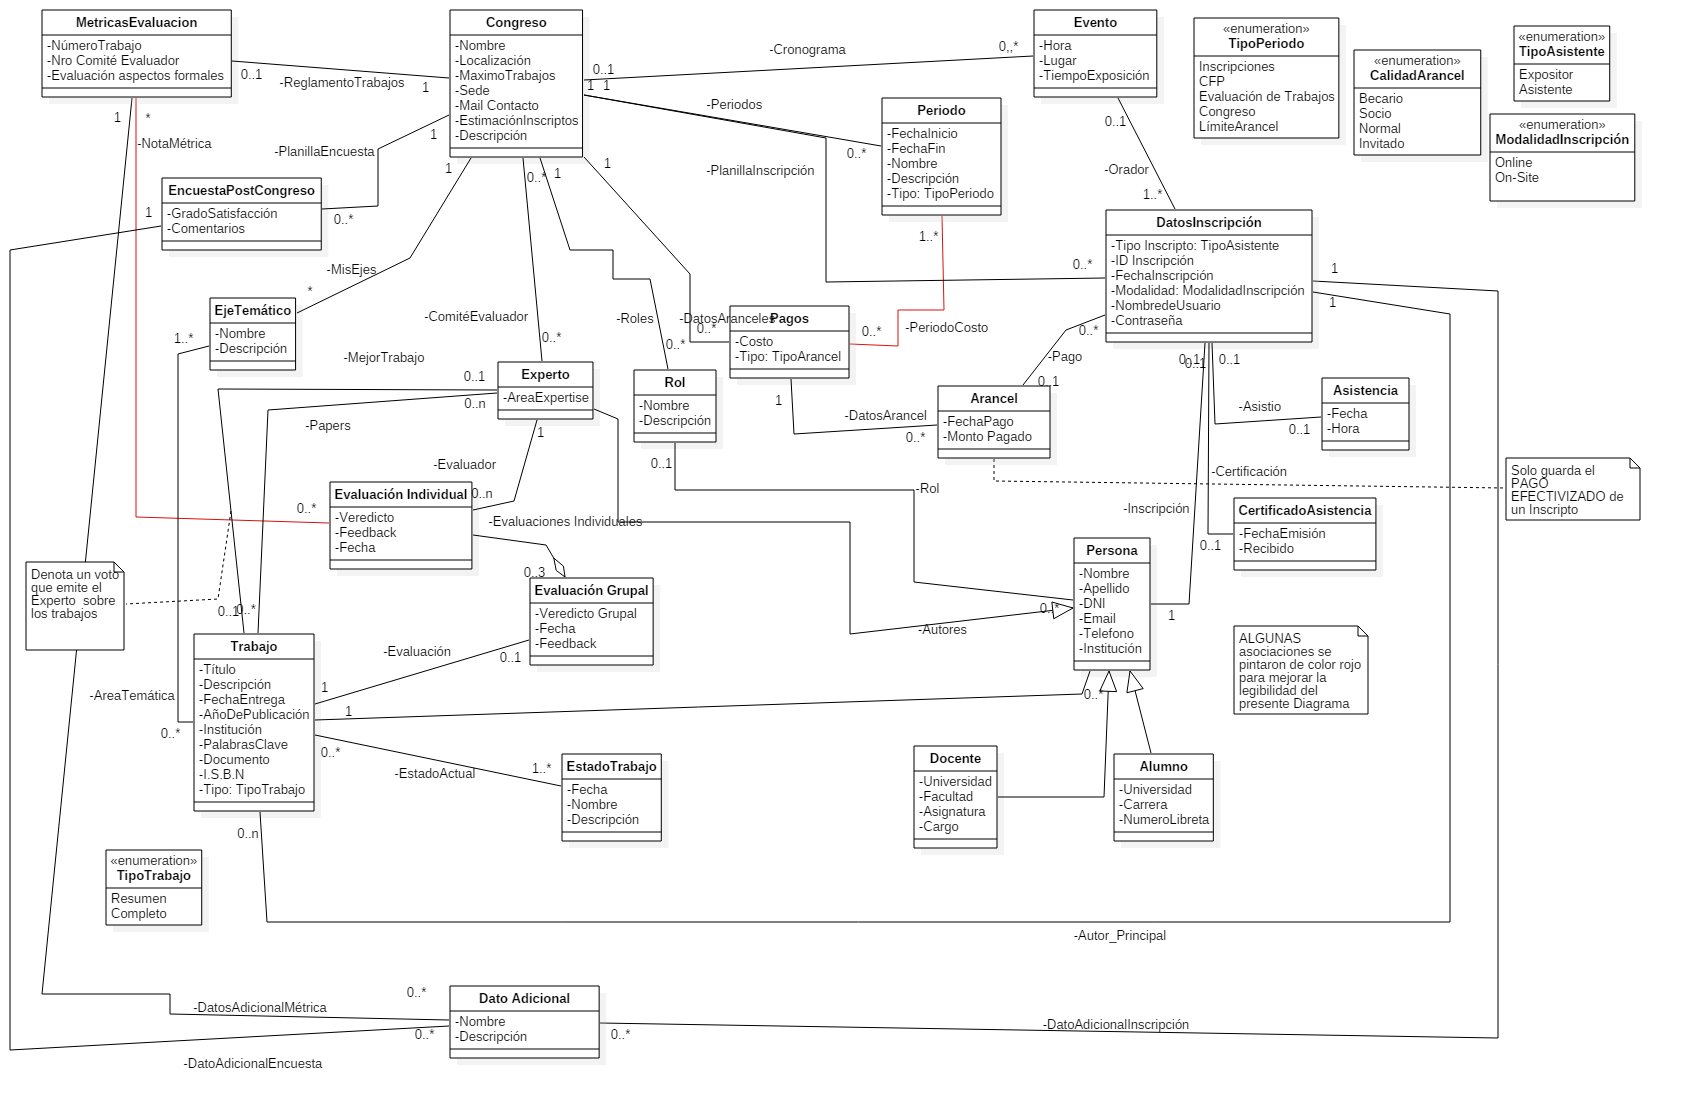 MetricasEvaluacion
-NúmeroTrabajo
-Nro Comité Evaluador
-Evaluación aspectos formales
0..1
-ReglamentoTrabajos
1
Congreso
-Nombre
-Localización
-MaximoTrabajos
-Sede
-Mail Contacto
-EstimaciónInscriptos
-Descripción
0..1
-Cronograma
0,,*
Evento
-Hora
-Lugar
-TiempoExposición
«enumeration»
TipoPeriodo
Inscripciones
CFP
Evaluación de Trabajos
Congreso
LímiteArancel
«enumeration»
CalidadArancel
Becario
Socio
Normal
Invitado
«enumeration»
TipoAsistente
Expositor
Asistente
«enumeration»
ModalidadInscripción
Online
On-Site
1
1
-Periodos
0..*
-PlanillaInscripción
0..*
Periodo
-FechaInicio
-FechaFin
-Nombre
-Descripción
-Tipo: TipoPeriodo
1..*
0..1
-Orador
1..*
1
*
-NotaMétrica
1
-PlanillaEncuesta
0..*
EncuestaPostCongreso
-GradoSatisfacción
-Comentarios
1
1
0..*
1
1
-MisEjes
*
EjeTemático
-Nombre
-Descripción
1..*
-ComitéEvaluador
0..*
-Roles
0..*
-DatosAranceles
0..*
Pagos
-Costo
-Tipo: TipoArancel
0..*
-PeriodoCosto
DatosInscripción
-Tipo Inscripto: TipoAsistente
-ID Inscripción
-FechaInscripción
-Modalidad: ModalidadInscripción
-NombredeUsuario
-Contraseña
1
1
0..*
-Pago
0..1
0..1
0..1
0..1
-MejorTrabajo
0..1
0..n
-Papers
Experto
-AreaExpertise
1
Rol
-Nombre
-Descripción
0..1
1
-DatosArancel
0..*
Arancel
-FechaPago
-Monto Pagado
-Asistio
0..1
Asistencia
-Fecha
-Hora
-Evaluador
0..n
-Certificación
0..1
-Rol
-Inscripción
Solo guarda el
PAGO
EFECTIVIZADO de
un Inscripto
Evaluación Individual
-Veredicto
-Feedback
-Fecha
0..*
-Evaluaciones Individuales
0..3
CertificadoAsistencia
-FechaEmisión
-Recibido
Denota un voto
que emite el
Experto sobre
los trabajos
0..1
0..*
Evaluación Grupal
-Veredicto Grupal
-Fecha
-Feedback
Persona
-Nombre
-Apellido
-DNI
-Email
-Telefono
-Institución
0..*
1
-Autores
ALGUNAS
asociaciones se
pintaron de color rojo
para mejorar la
legibilidad del
presente Diagrama
Trabajo
-Título
-Descripción
-FechaEntrega
-AñoDePublicación
-Institución
-PalabrasClave
-Documento
-I.S.B.N
-Tipo: TipoTrabajo
-Evaluación
0..1
1
1
0..*
-AreaTemática
0..*
0..*
-EstadoActual
1..*
EstadoTrabajo
-Fecha
-Nombre
-Descripción
Docente
-Universidad
-Facultad
-Asignatura
-Cargo
Alumno
-Universidad
-Carrera
-NumeroLibreta
0..n
«enumeration»
TipoTrabajo
Resumen
Completo
-Autor_Principal
0..*
-DatosAdicionalMétrica
Dato Adicional
-Nombre
-Descripción
0..*
0..*
-DatoAdicionalInscripción
-DatoAdicionalEncuesta